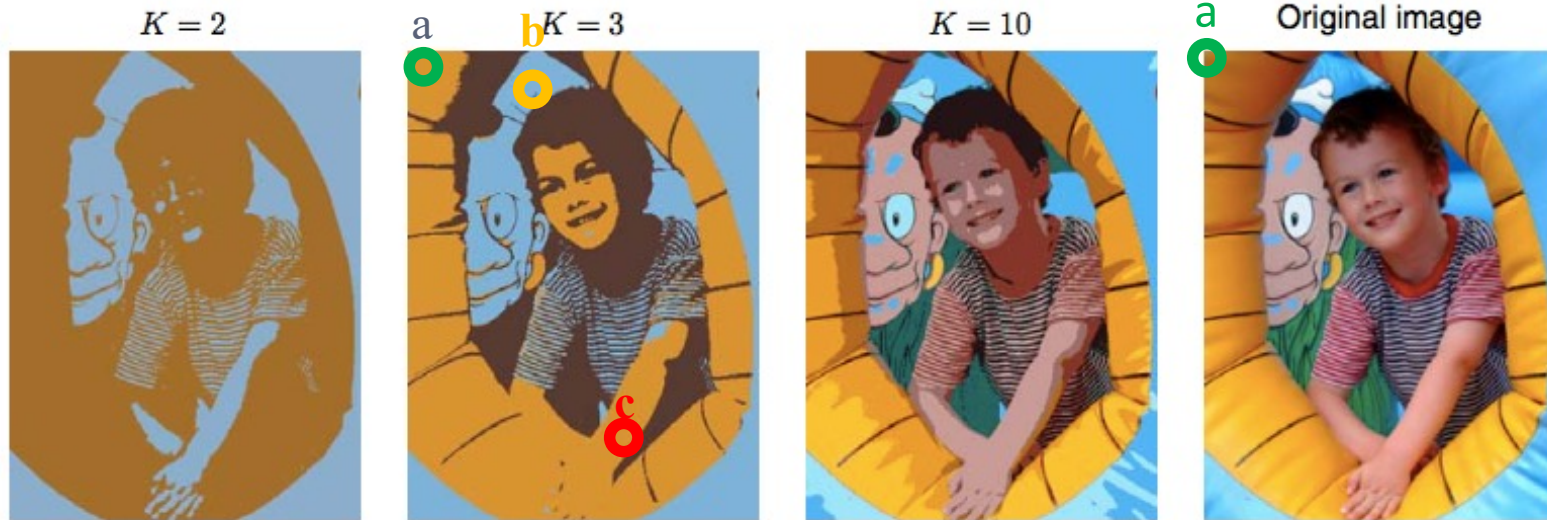 K = 2
a
b
K = 3
c
K = 10
a
Original image